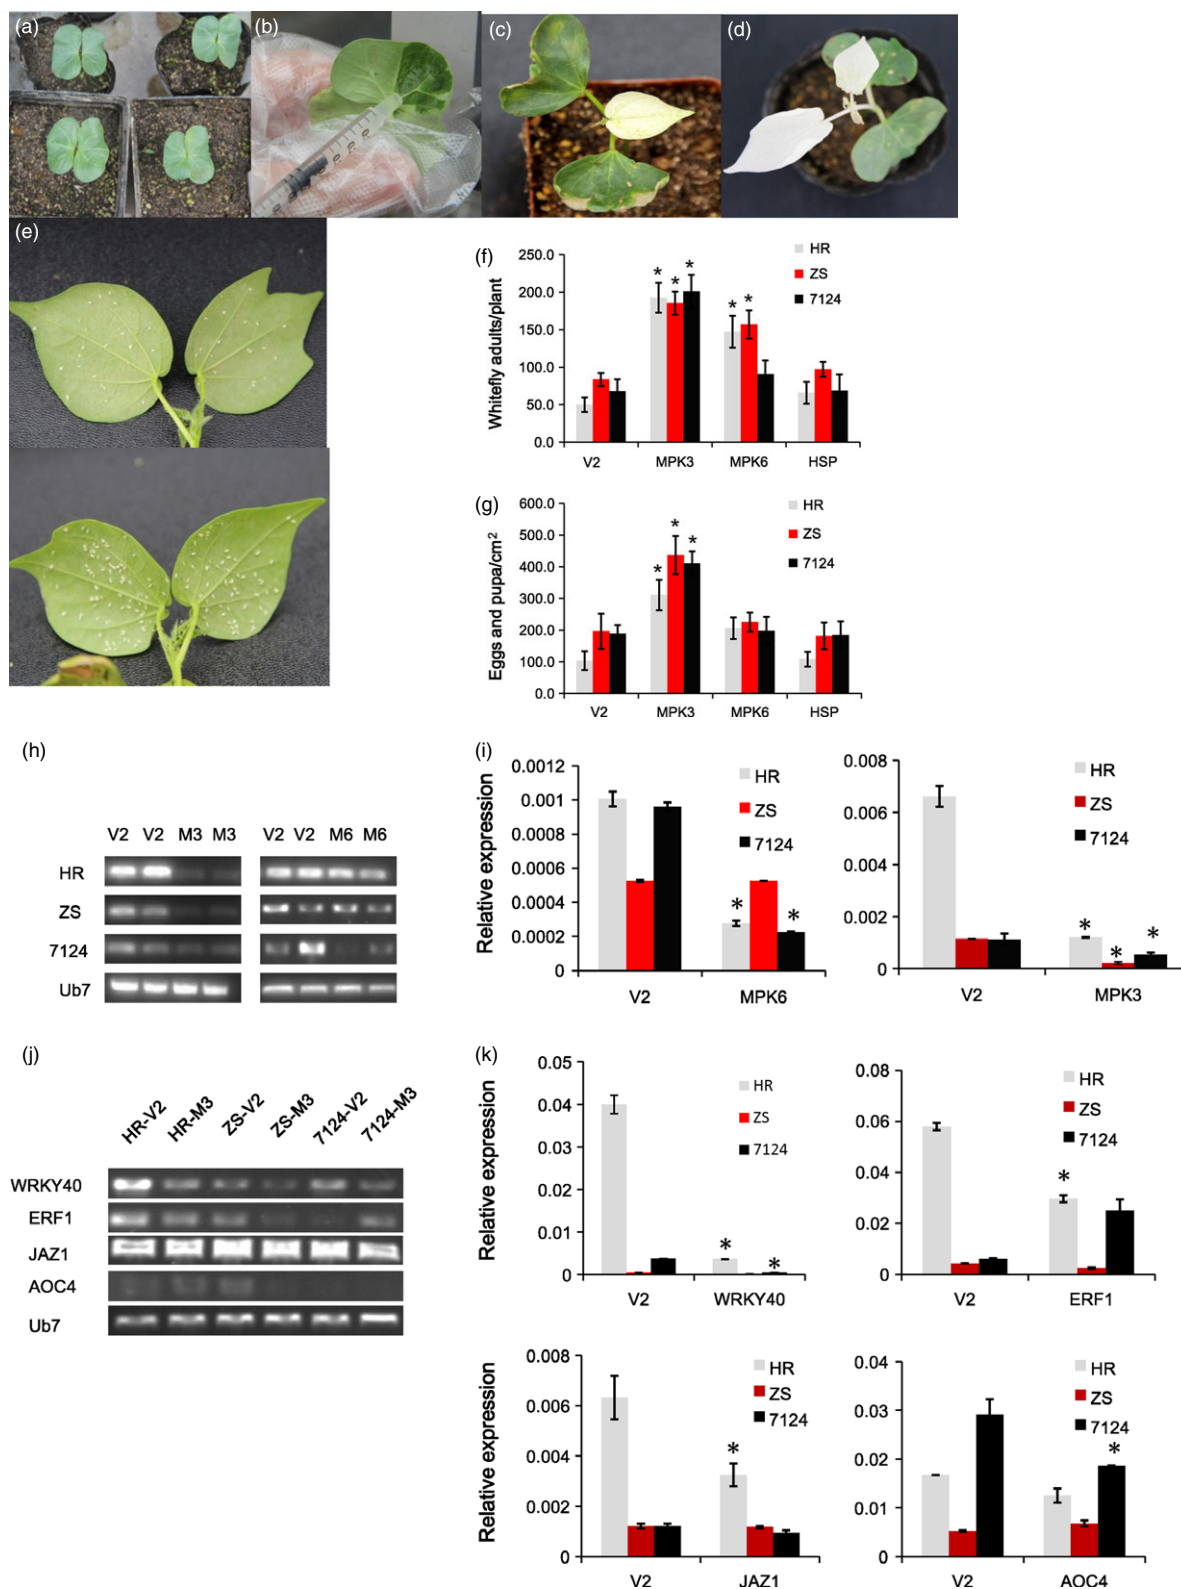 (a)
(b)
(c)
(d)
(e)
(f)
250.0
200.0
150.0
100.0
50.0
0.0
Whitefly adults/plant
HR
ZS
7124
* * *
* *
V2 MPK3 MPK6 HSP
(g)
600.0
500.0
400.0
300.0
200.0
100.0
0.0
Eggs and pupa/cm²
HR
ZS
7124
* * *
V2 MPK3 MPK6 HSP
(h)
V2 V2 M3 M3
V2 V2 M6 M6
HR
ZS
7124
Ub7
(i)
0.0012
0.001
0.0008
0.0006
0.0004
0.0002
0
Relative expression
HR
ZS
7124
* *
V2 MPK6
0.008
0.006
0.004
0.002
0
HR
ZS
7124
* * *
V2 MPK3
(j)
HR-V2
HR-M3
ZS-V2
ZS-M3
7124-V2
7124-M3
WRKY40
ERF1
JAZ1
AOC4
Ub7
(k)
0.05
0.04
0.03
0.02
0.01
0
Relative expression
HR
ZS
7124
* *
V2 WRKY40
0.08
0.06
0.04
0.02
0
HR
ZS
7124
*
V2 ERF1
0.008
0.006
0.004
0.002
0
Relative expression
HR
ZS
7124
*
V2 JAZ1
0.04
0.03
0.02
0.01
0
HR
ZS
7124
*
V2 AOC4